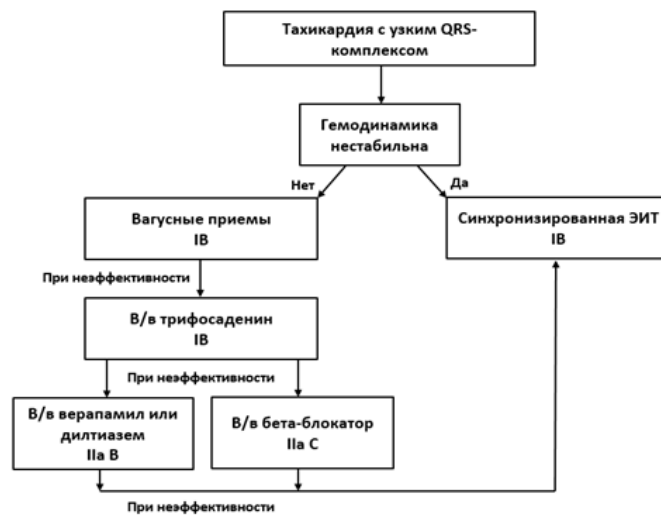 Тахикардия с узким QRS-
комплексом
Гемодинамика
нестабильна
Нет
Да
Вагусные приемы
IB
Синхронизированная ЭИТ
IB
При неэффективности
В/в трифосаденин
IB
При неэффективности
В/в верапамил или
дилтиазем
IIa B
В/в бета-блокатор
IIa C
При неэффективности